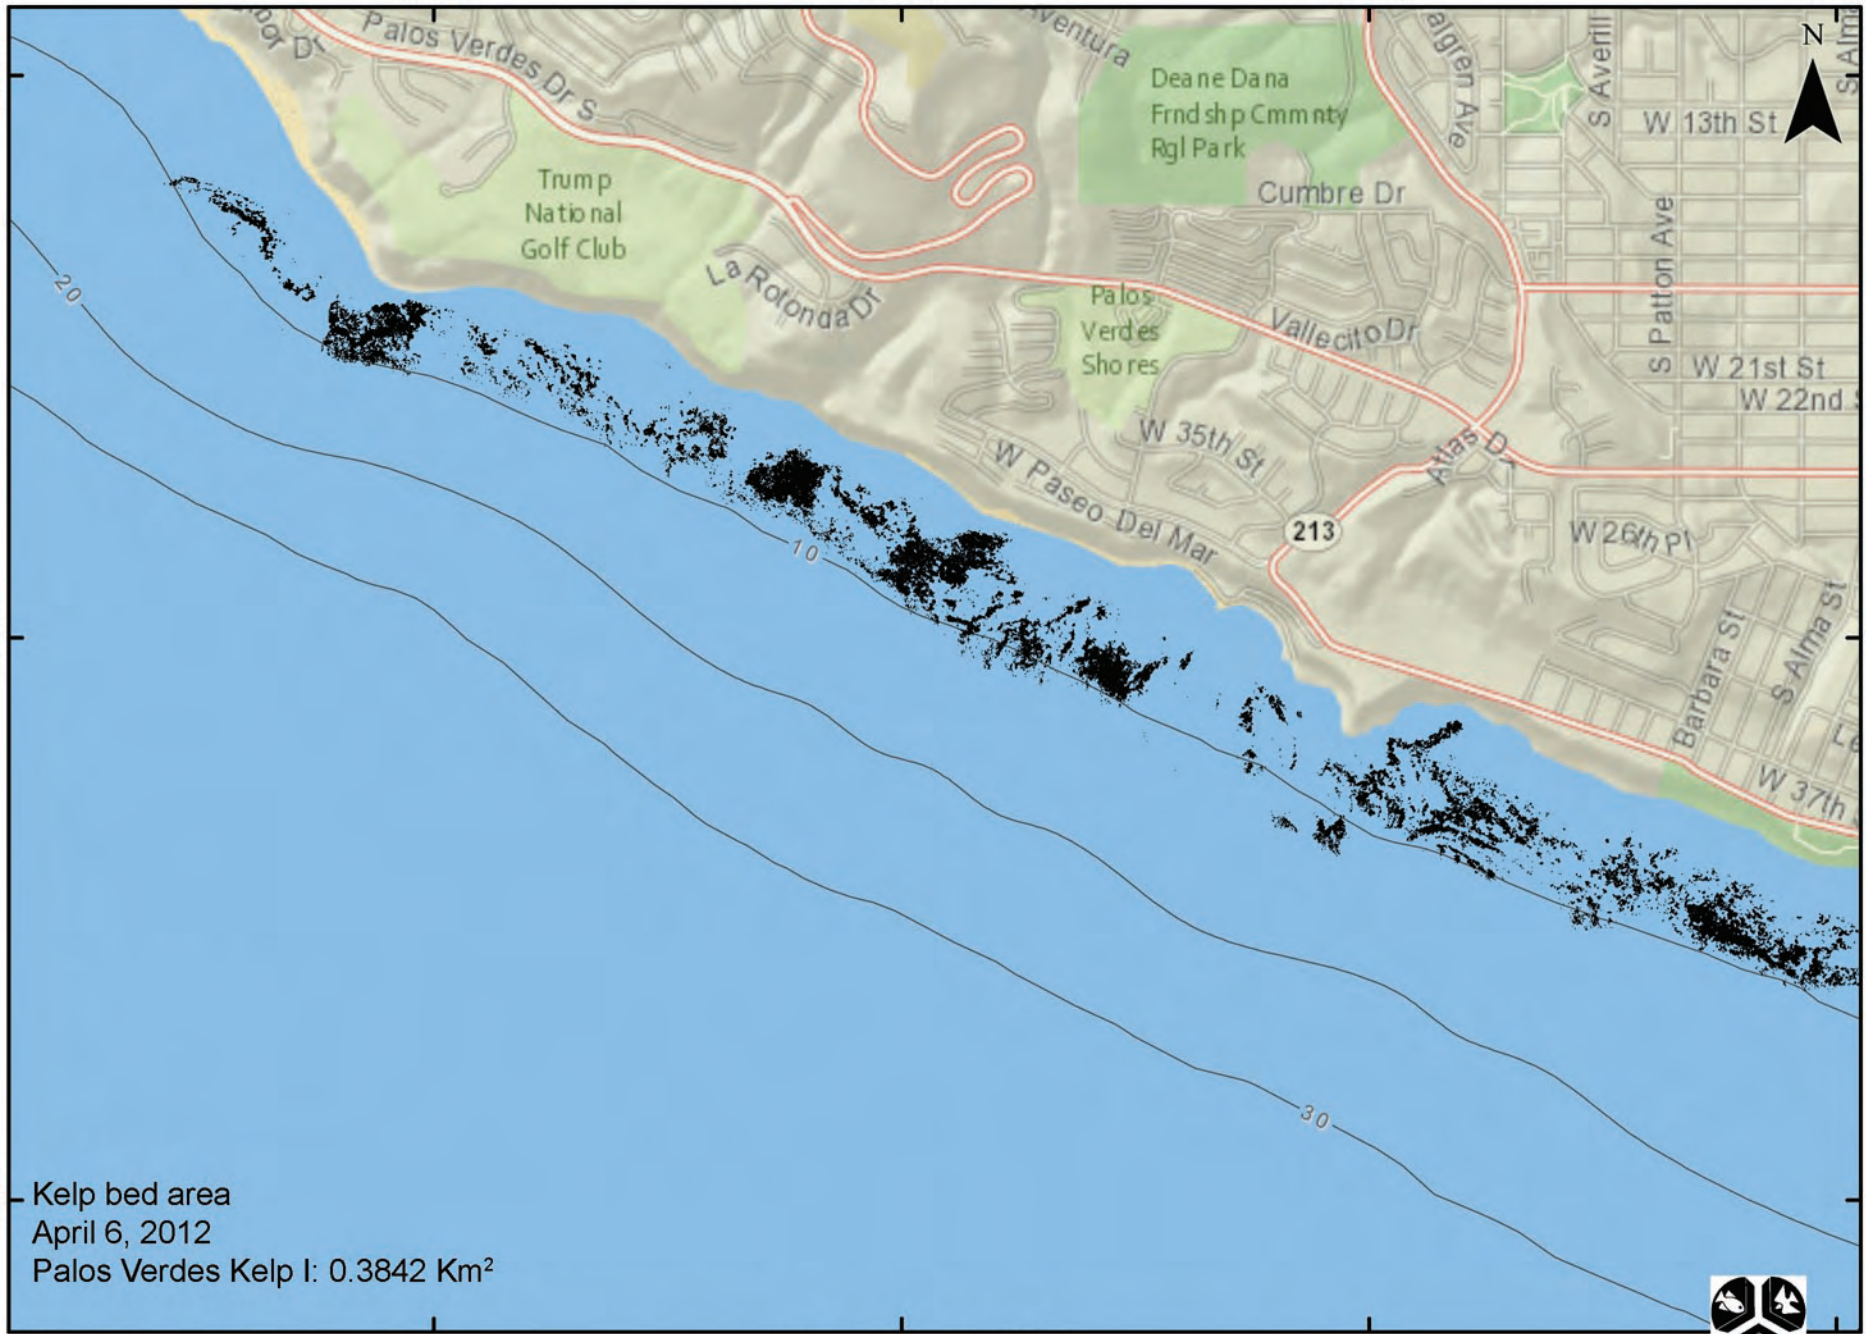 Palos Verdes Dr S
Aventura
N
S Averill
Deane Dana
Frndshp Cmmnty
Rgl Park
W 13th St
Trump
National
Golf Club
Cumbre Dr
S Patton Ave
La Rotonda Dr
20
Palos
Verdes
Shores
Vallecito Dr
W 21st St
W 22nd
W 35th St
Atlas Dr
W Paseo Del Mar
213
W 26th Pl
10
Barbara St
S Alma St
W 37th
30
Kelp bed area
April 6, 2012
Palos Verdes Kelp I: 0.3842 Km²